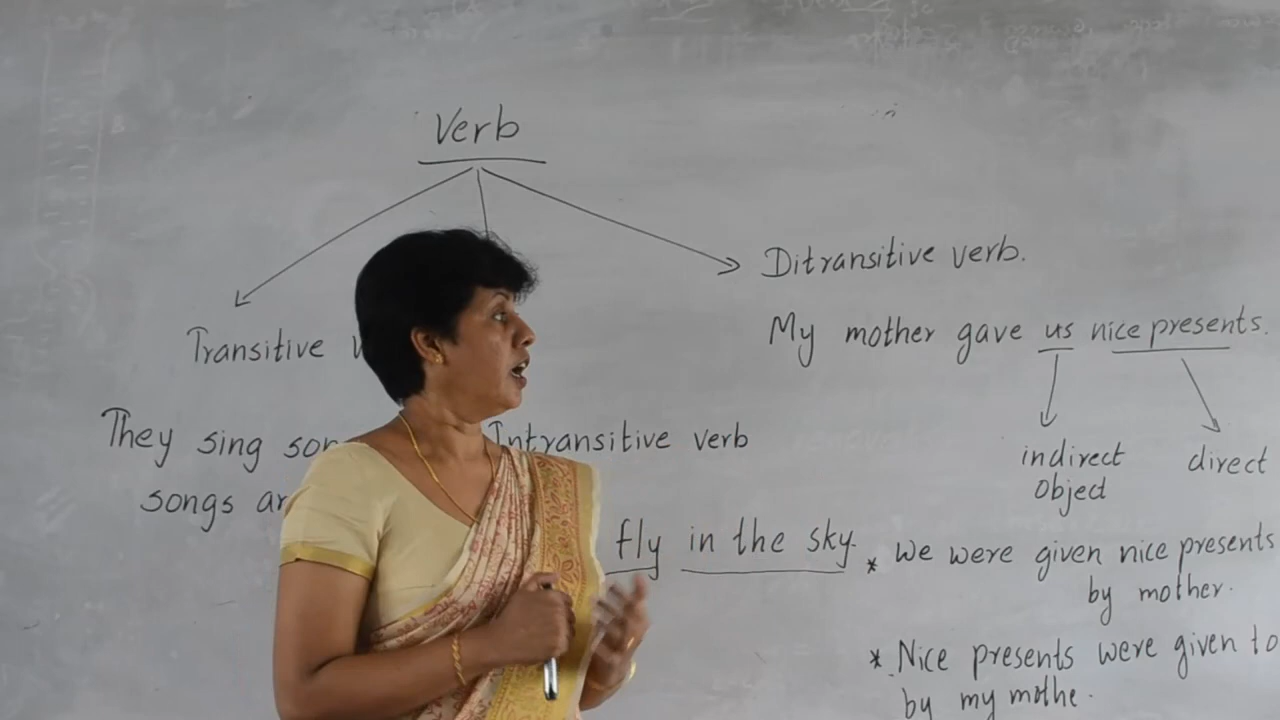 Verb
Ditransitive verb.
Transitive
My mother gave us nice presents.
They sing
Intransitive verb
indirect
object
direct
songs
fly in the sky.
* We were given nice presents
by mother.
* Nice presents were given to
by my mothe.